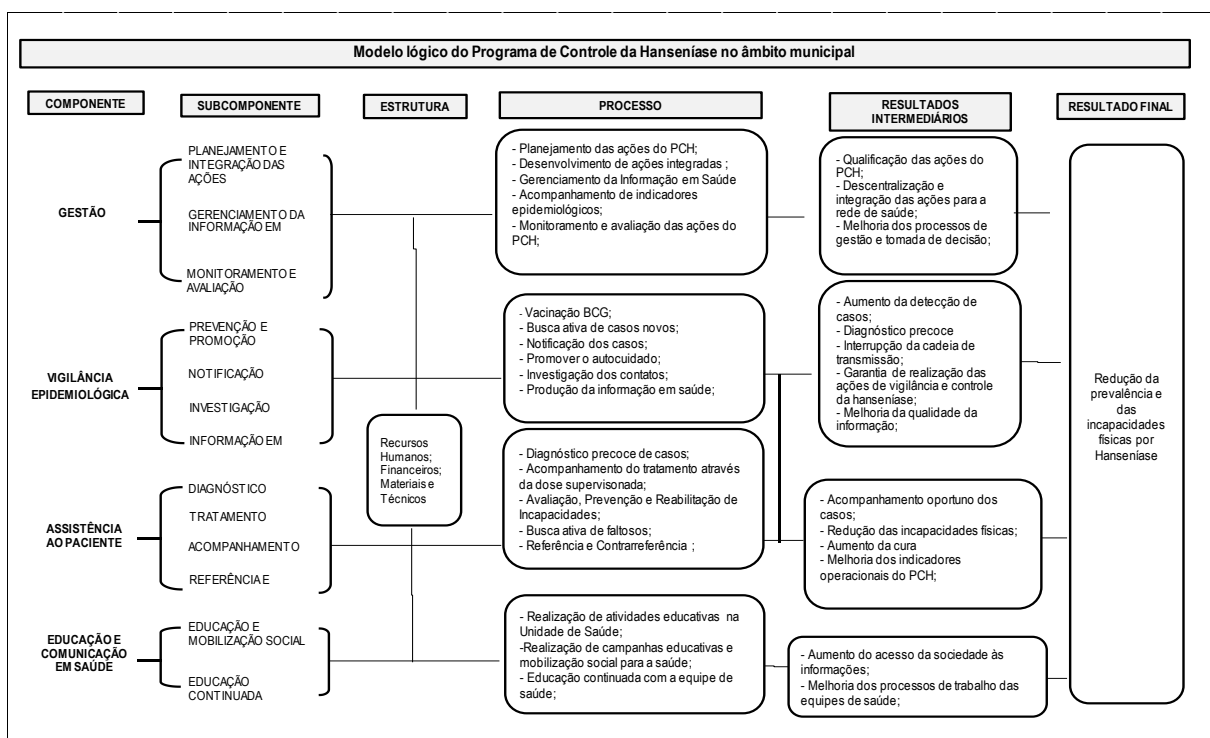 Modelo lógico do Programa de Controle da Hanseníase no âmbito municipal
COMPONENTE
SUBCOMPONENTE
ESTRUTURA
PROCESSO
RESULTADOS
INTERMEDIÁRIOS
RESULTADO FINAL
GESTÃO
PLANEJAMENTO E
INTEGRAÇÃO DAS
AÇÕES
GERENCIAMENTO DA
INFORMAÇÃO EM
MONITORAMENTO E
AVALIAÇÃO
- Planejamento das ações do PCH;
- Desenvolvimento de ações integradas ;
- Gerenciamento da Informação em Saúde
- Acompanhamento de indicadores
epidemiológicos;
- Monitoramento e avaliação das ações do
PCH;
- Qualificação das ações do
PCH;
- Descentralização e
integração das ações para a
rede de saúde;
- Melhoria dos processos de
gestão e tomada de decisão;
VIGILÂNCIA
EPIDEMIOLÓGICA
PREVENÇÃO E
PROMOÇÃO
NOTIFICAÇÃO
INVESTIGAÇÃO
INFORMAÇÃO EM
- Vacinação BCG;
- Busca ativa de casos novos;
- Notificação dos casos;
- Promover o autocuidado;
- Investigação dos contatos;
- Produção da informação em saúde;
- Aumento da detecção de
casos;
- Diagnóstico precoce
- Interrupção da cadeia de
transmissão;
- Garantia de realização das
ações de vigilância e controle
da hanseníase;
- Melhoria da qualidade da
informação;
Recursos
Humanos;
Financeiros;
Materiais e
Técnicos
ASSISTÊNCIA
AO PACIENTE
DIAGNÓSTICO
TRATAMENTO
ACOMPANHAMENTO
REFERÊNCIA E
- Diagnóstico precoce de casos;
- Acompanhamento do tratamento através
da dose supervisonada;
- Avaliação, Prevenção e Reabilitação de
Incapacidades;
- Busca ativa de faltosos;
- Referência e Contrarreferência ;
- Acompanhamento oportuno dos
casos;
- Redução das incapacidades físicas;
- Aumento da cura
- Melhoria dos indicadores
operacionais do PCH;
EDUCAÇÃO E
COMUNICAÇÃO
EM SAÚDE
EDUCAÇÃO E
MOBILIZAÇÃO SOCIAL
EDUCAÇÃO
CONTINUADA
- Realização de atividades educativas na
Unidade de Saúde;
-Realização de campanhas educativas e
mobilização social para a saúde;
- Educação continuada com a equipe de
saúde;
- Aumento do acesso da sociedade às
informações;
- Melhoria dos processos de trabalho das
equipes de saúde;
Redução da
prevalência e
das
incapacidades
físicas por
Hanseníase